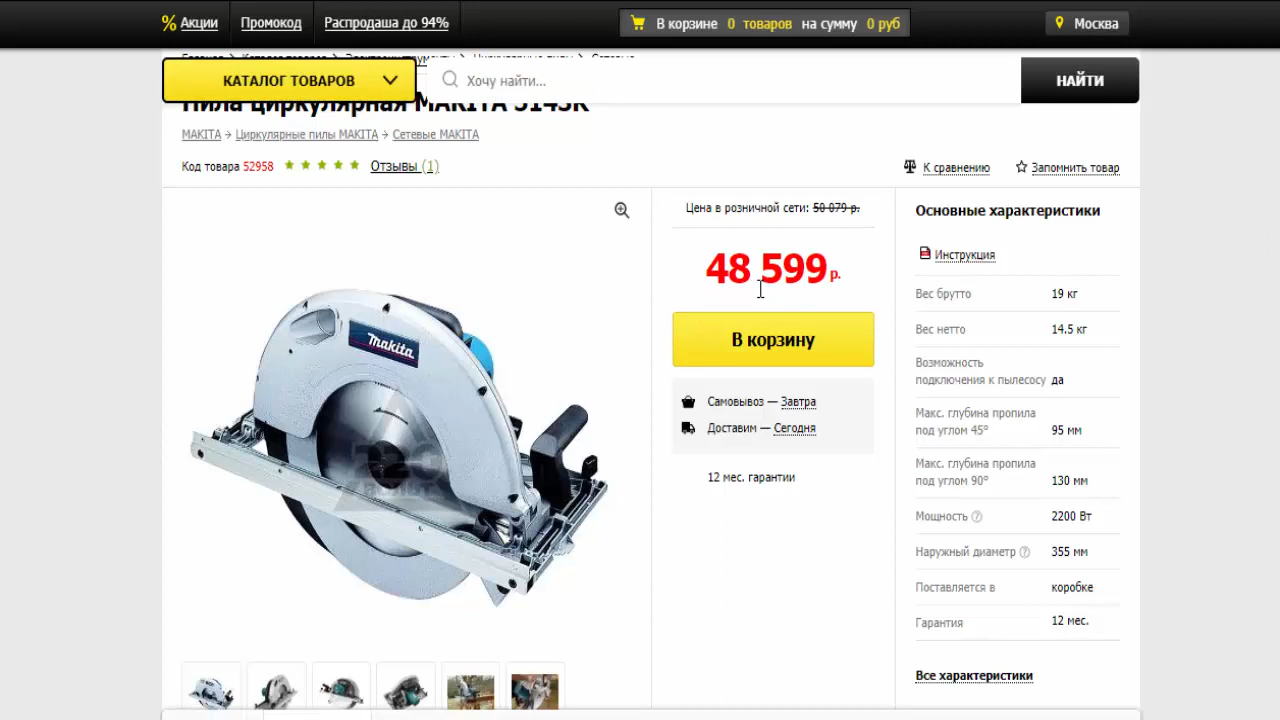 % Акции
Промокод
Распродаша до 94%
В корзине 0 товаров на сумму 0 руб
Москва
КАТАЛОГ ТОВАРОВ
Хочу найти...
НАЙТИ
Пила циркулярная MAKITA 5143R
MAKITA → Циркулярные пилы MAKITA → Сетевые MAKITA
Код товара 52958
Отзывы (1)
К сравнению
Запомнить товар
Цена в розничной сети: 50 079 р.
48 599 р.
В корзину
Самовывоз — Завтра
Доставим — Сегодня
12 мес. гарантии
makita
Основные характеристики
Инструкция
Вес брутто 19 кг
Вес нетто 14.5 кг
Возможность
подключения к пылесосу да
Макс. глубина пропила
под углом 45° 95 мм
Макс. глубина пропила
под углом 90° 130 мм
Мощность ? 2200 Вт
Наружный диаметр ? 355 мм
Поставляется в коробке
Гарантия 12 мес.
Все характеристики